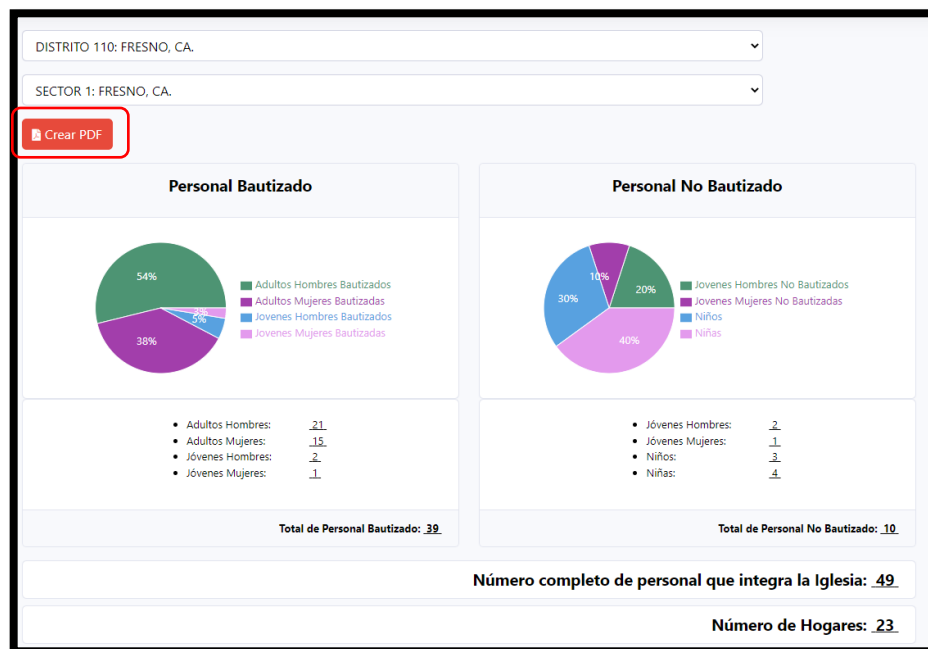 DISTRITO 110: FRESNO, CA.
SECTOR 1: FRESNO, CA.
Crear PDF
Personal Bautizado
54%
38%
5%
3%
Adultos Hombres Bautizados
Adultos Mujeres Bautizadas
Jovenes Hombres Bautizados
Jovenes Mujeres Bautizadas
Adultos Hombres: 21
Adultos Mujeres: 15
Jóvenes Hombres: 2
Jóvenes Mujeres: 1
Total de Personal Bautizado: 39
Personal No Bautizado
10%
20%
30%
40%
Jovenes Hombres No Bautizados
Jovenes Mujeres No Bautizadas
Niños
Niñas
Jóvenes Hombres: 2
Jóvenes Mujeres: 1
Niños: 3
Niñas: 4
Total de Personal No Bautizado: 10
Número completo de personal que integra la Iglesia: 49
Número de Hogares: 23